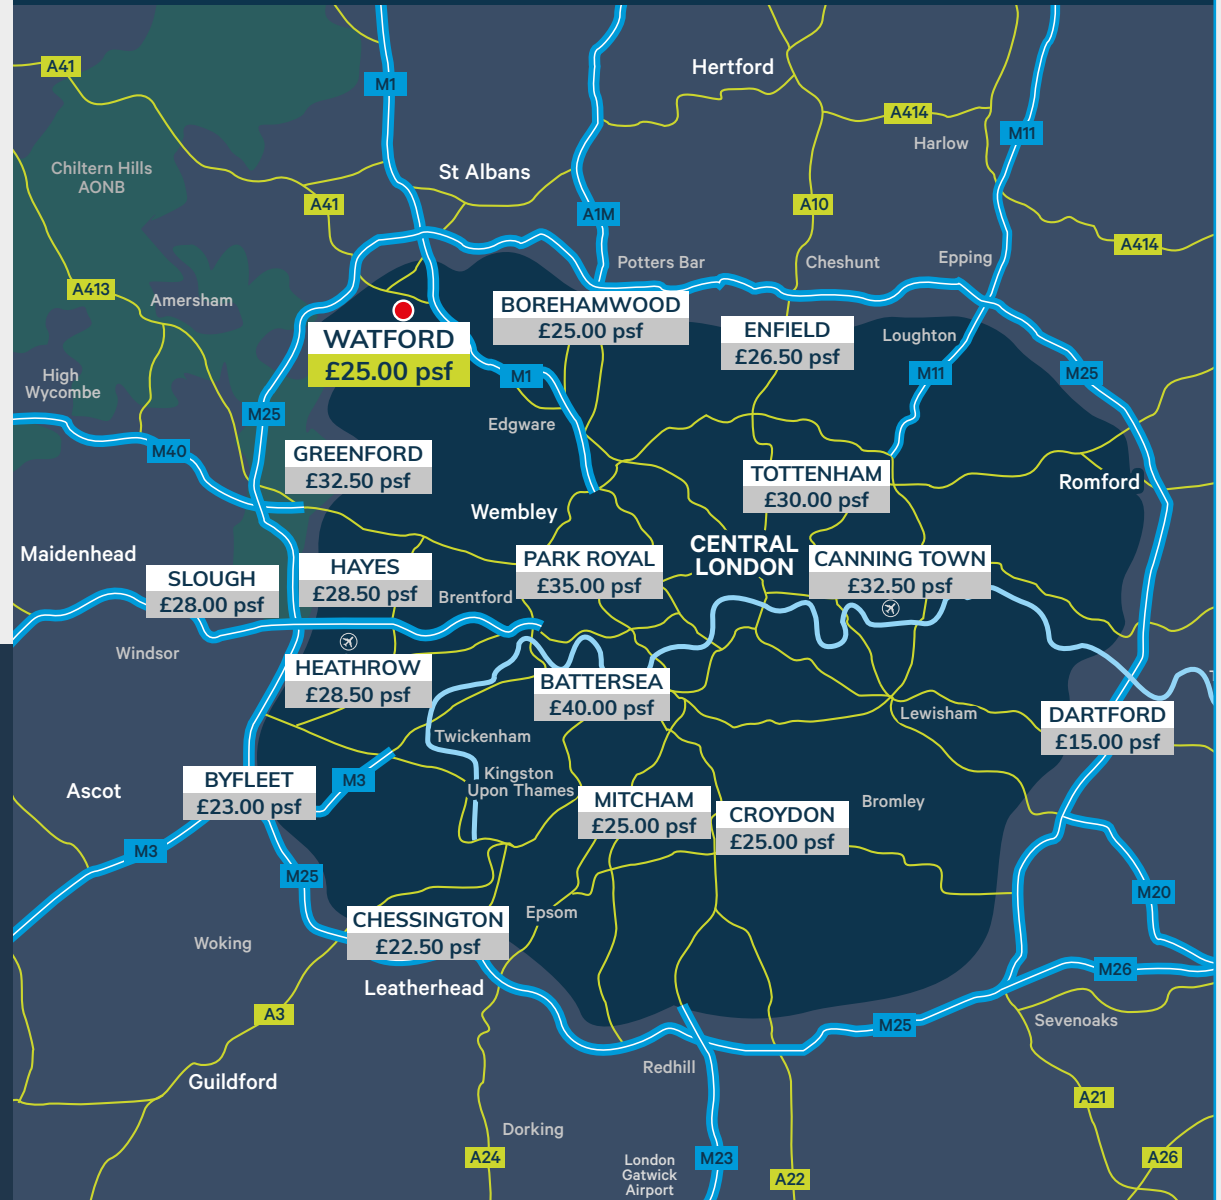 A41
M1
Hertford
A414
Harlow
M11
Chiltern Hills
AONB
St Albans
A41
A1M
A10
A414
Potters Bar
Cheshunt
Epping
A413
Amersham
BOREHAMWOOD
£25.00 psf
WATFORD
£25.00 psf
ENFIELD
£26.50 psf
Loughton
M11
M25
High
Wycombe
M1
M25
Edgware
M40
GREENFORD
£32.50 psf
TOTTENHAM
£30.00 psf
Romford
Wembley
Maidenhead
CENTRAL
LONDON
SLOUGH
£28.00 psf
HAYES
£28.50 psf
PARK ROYAL
£35.00 psf
CANNING TOWN
£32.50 psf
Brentford
Windsor
HEATHROW
£28.50 psf
BATTERSEA
£40.00 psf
Lewisham
DARTFORD
£15.00 psf
Twickenham
Kingston
Upon Thames
Ascot
BYFLEET
£23.00 psf
M3
MITCHAM
£25.00 psf
CROYDON
£25.00 psf
Bromley
M3
M25
M20
CHESSINGTON
£22.50 psf
Epsom
Woking
Leatherhead
M26
A3
M25
Sevenoaks
Redhill
Guildford
A21
Dorking
A24
London
Gatwick
Airport
M23
A22
A26